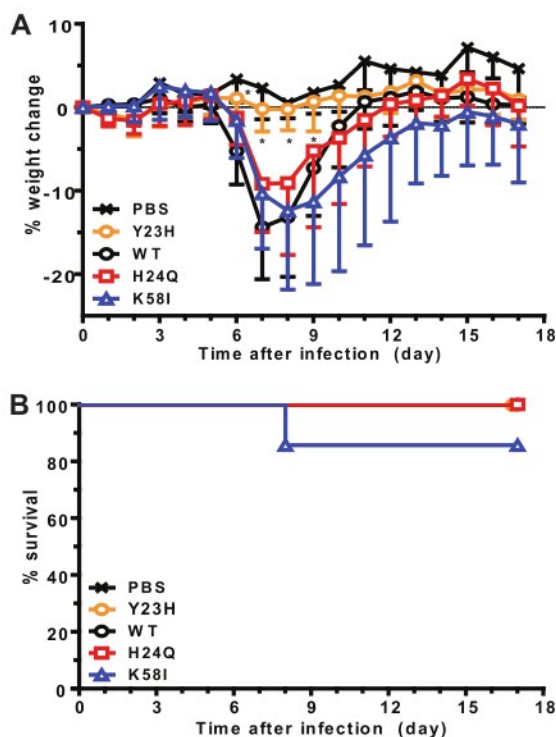 A
% weight change
10
0
-10
-20
*
*
*
*
PBS
Y23H
WT
H24Q
K58I
0 3 6 9 12 15 18
Time after infection (day)
B
% survival
100
80
60
40
20
0
PBS
Y23H
WT
H24Q
K58I
0 3 6 9 12 15 18
Time after infection (day)